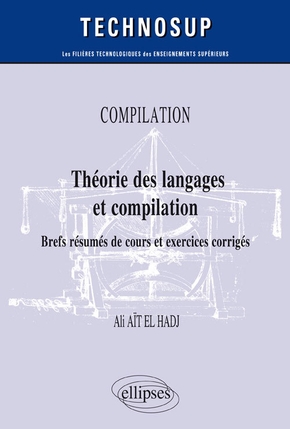 TECHNOSUP
Les FILIÈRES TECHNOLOGIQUES des ENSEIGNEMENTS SUPÉRIEURS
COMPILATION
Théorie des langages
et compilation
Brefs résumés de cours et exercices corrigés
Ali AÏT EL HADJ
ellipses